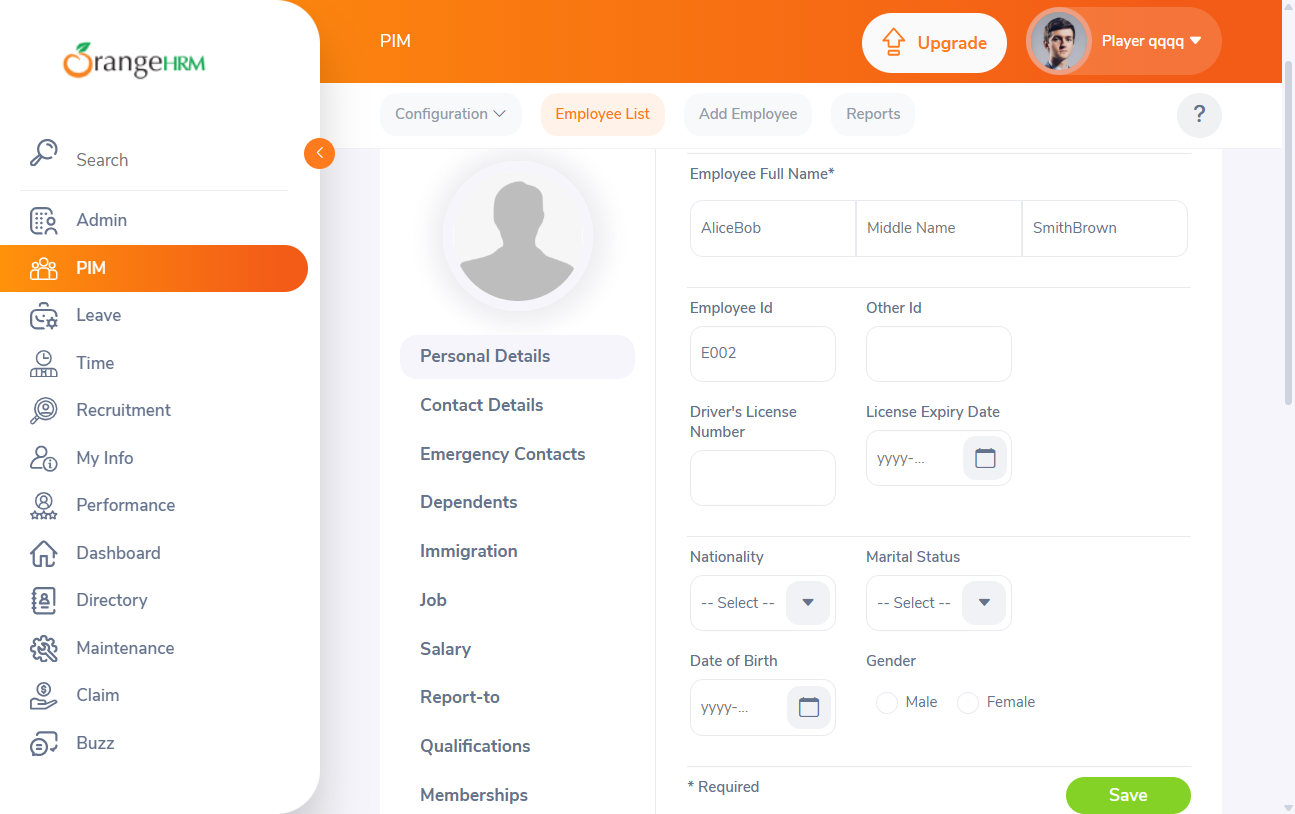 OrangeHRM
PIM
Upgrade
Player qqqq
Configuration
Employee List
Add Employee
Reports
?
Search
Admin
PIM
Leave
Time
Recruitment
My Info
Performance
Dashboard
Directory
Maintenance
Claim
Buzz
Personal Details
Contact Details
Emergency Contacts
Dependents
Immigration
Job
Salary
Report-to
Qualifications
Memberships
Employee Full Name*
AliceBob
Middle Name
SmithBrown
Employee Id
Other Id
E002
Driver's License
Number
License Expiry Date
yyyy-...
Nationality
Marital Status
-- Select --
-- Select --
Date of Birth
Gender
yyyy-...
Male
Female
* Required
Save